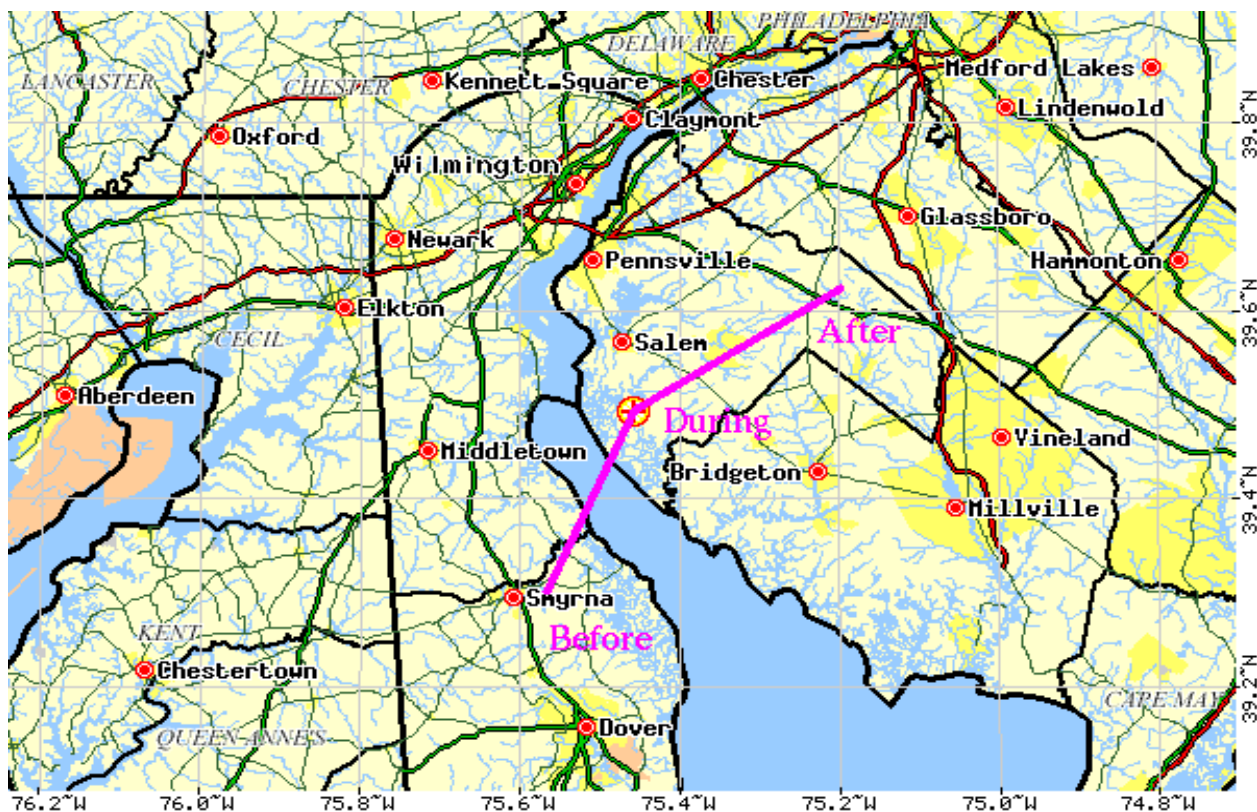 PHILADELPHIA
DELAWARE
LANCASTER
CHESTER
Kennett Square
Chester
Medford Lakes
Lindenwold
Claymont
Oxford
39.8°N
Wilmington
Glassboro
Newark
Pennsville
Hammonton
Elkton
39.6°N
CECIL
Salem
After
Aberdeen
During
Vineland
Middletown
Bridgeton
39.4°N
Millville
Smyrna
Before
KENT
Chestertown
39.2°N
CAPE MAY
QUEEN ANNE'S
Dover
76.2°W 76.0°W 75.8°W 75.6°W 75.4°W 75.2°W 75.0°W 74.8°W